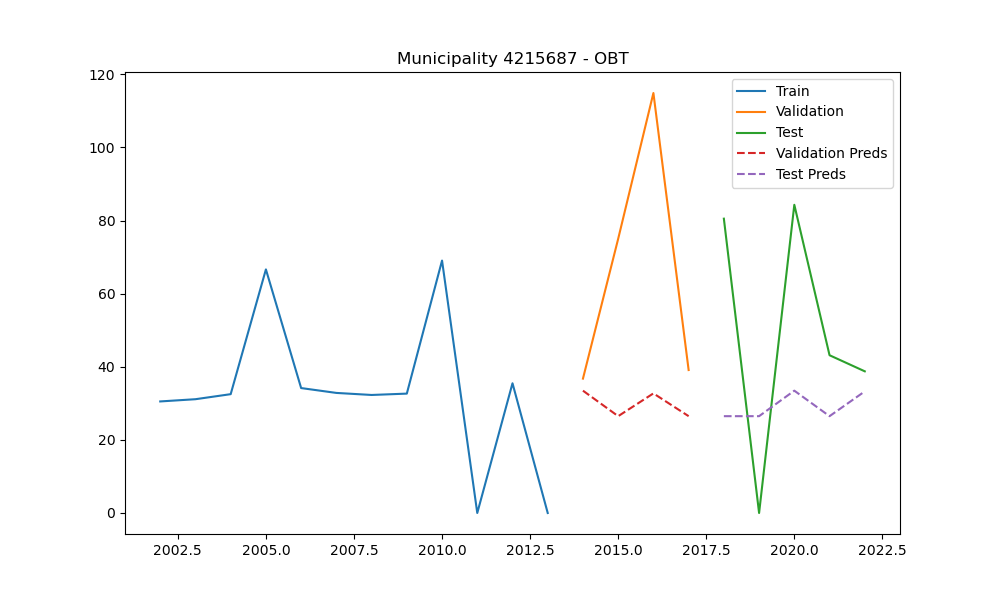 Municipality 4215687 - OBT
Train
Validation
Test
Validation Preds
Test Preds
120
100
80
60
40
20
0
2002.5 2005.0 2007.5 2010.0 2012.5 2015.0 2017.5 2020.0 2022.5